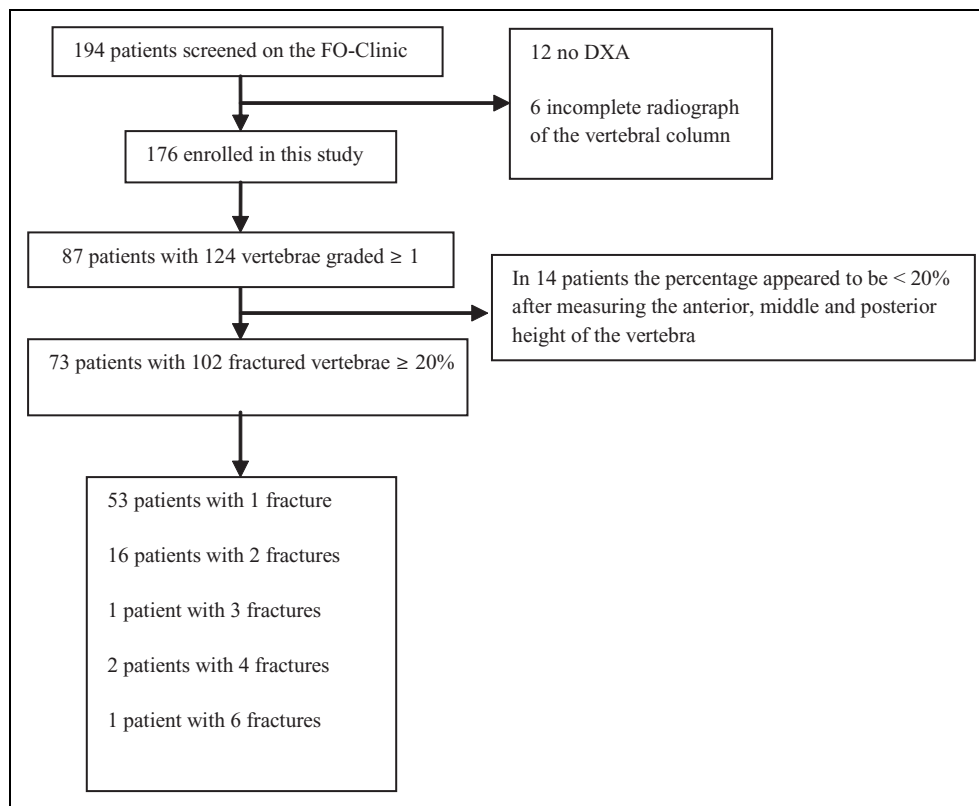 194 patients screened on the FO-Clinic
12 no DXA
6 incomplete radiograph
of the vertebral column
176 enrolled in this study
87 patients with 124 vertebrae graded ≥ 1
In 14 patients the percentage appeared to be < 20%
after measuring the anterior, middle and posterior
height of the vertebra
73 patients with 102 fractured vertebrae ≥ 20%
53 patients with 1 fracture
16 patients with 2 fractures
1 patient with 3 fractures
2 patients with 4 fractures
1 patient with 6 fractures